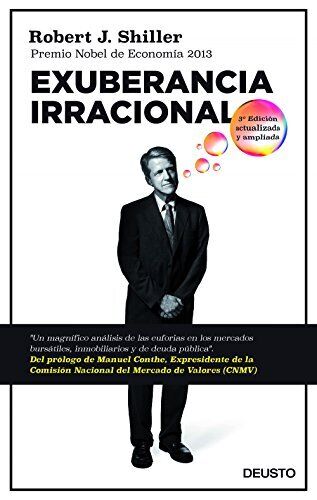 Robert J. Shiller
Premio Nobel de Economía 2013
EXUBERANCIA
IRRACIONAL
3ª Edición
actualizada
y ampliada
"Un magnífico análisis de las euforias en los mercados
bursátiles, inmobiliarios y de deuda pública".
Del prólogo de Manuel Conthe, Expresidente de la
Comisión Nacional del Mercado de Valores (CNMV)
DEUSTO